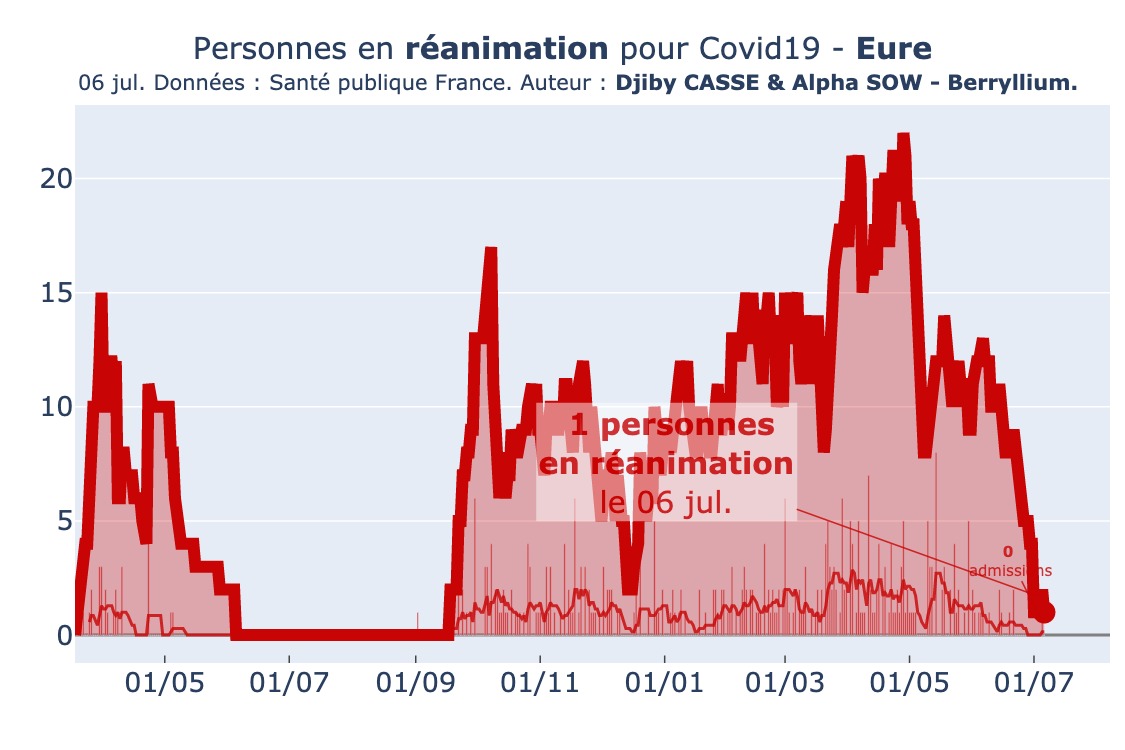 Personnes en réanimation pour Covid19 - Eure
06 jul. Données : Santé publique France. Auteur : Djiby CASSE & Alpha SOW - Berryllium.
20
15
10
5
0
1 personnes
en réanimation
le 06 jul.
0
admissions
01/05 01/07 01/09 01/11 01/01 01/03 01/05 01/07